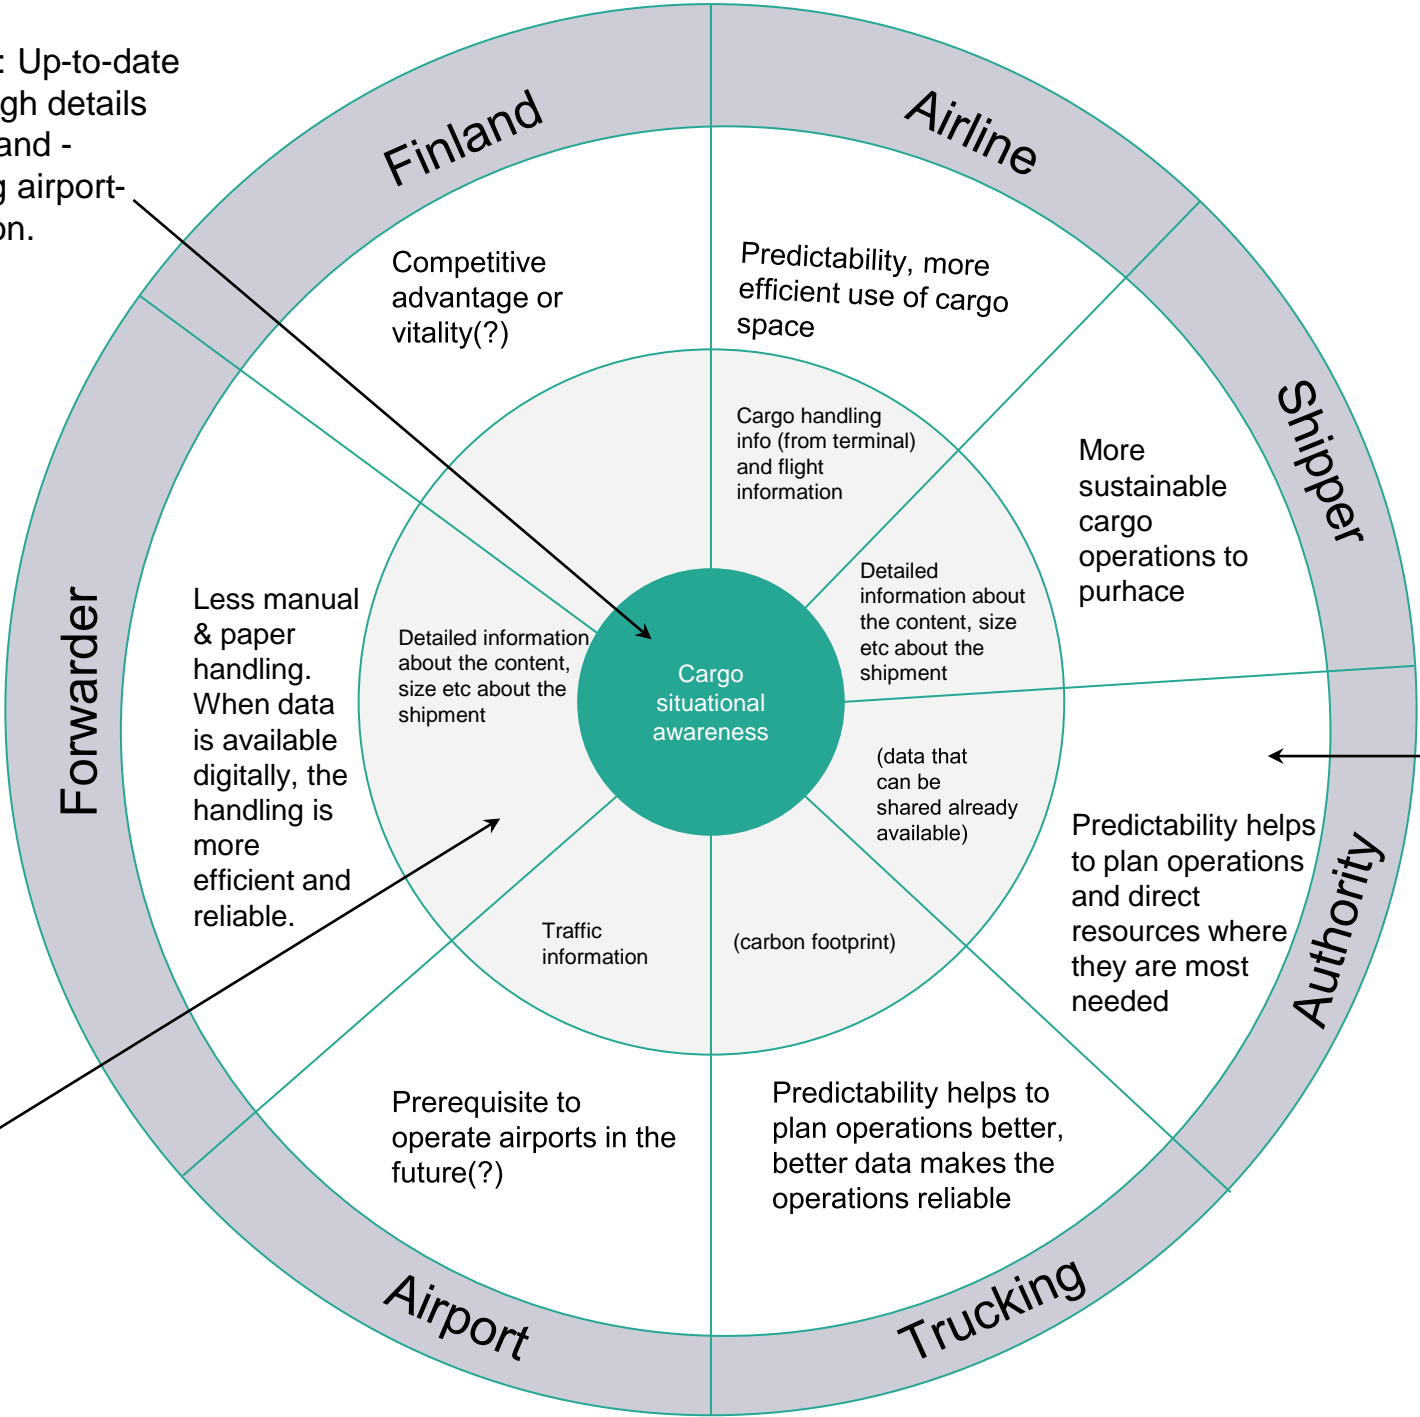 : Up-to-date
gh details
and -
g airport-
on.
Finland
Airline
Shipper
Authority
Trucking
Airport
Forwarder
Competitive
advantage or
vitality(?)
Predictability, more
efficient use of cargo
space
More
sustainable
cargo
operations to
purhace
Predictability helps
to plan operations
and direct
resources where
they are most
needed
Predictability helps to
plan operations better,
better data makes the
operations reliable
Prerequisite to
operate airports in the
future(?)
Less manual
& paper
handling.
When data
is available
digitally, the
handling is
more
efficient and
reliable.
Cargo handling
info (from terminal)
and flight
information
Detailed
information about
the content, size
etc about the
shipment
(data that
can be
shared already
available)
(carbon footprint)
Traffic
information
Detailed information
about the content,
size etc about the
shipment
Cargo
situational
awareness